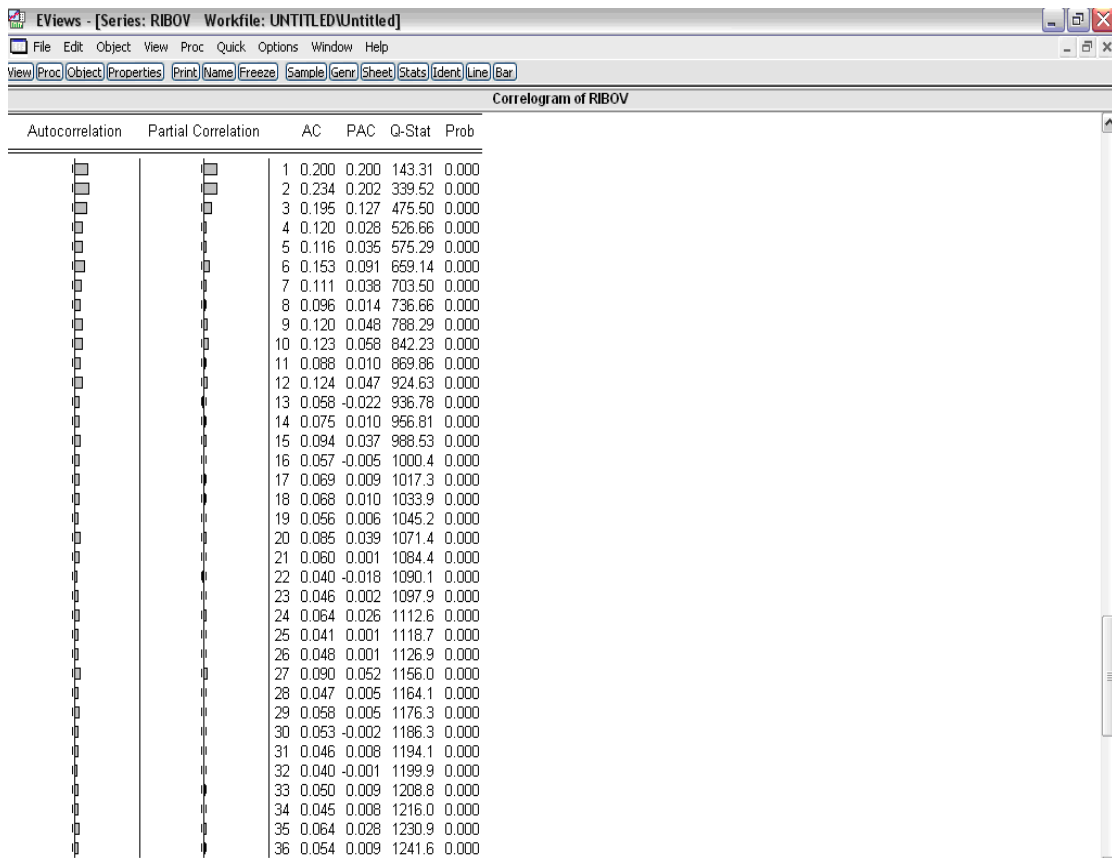 EViews - [Series: RIBOV Workfile: UNTITLED\Untitled]
File Edit Object View Proc Quick Options Window Help
View Proc Object Properties Print Name Freeze Sample Genr Sheet Stats Ident Line Bar
Correlogram of RIBOV
Autocorrelation Partial Correlation AC PAC Q-Stat Prob
1 0.200 0.200 143.31 0.000
2 0.234 0.202 339.52 0.000
3 0.195 0.127 475.50 0.000
4 0.120 0.028 526.66 0.000
5 0.116 0.035 575.29 0.000
6 0.153 0.091 659.14 0.000
7 0.111 0.038 703.50 0.000
8 0.096 0.014 736.66 0.000
9 0.120 0.048 788.29 0.000
10 0.123 0.058 842.23 0.000
11 0.088 0.010 869.86 0.000
12 0.124 0.047 924.63 0.000
13 0.058 -0.022 936.78 0.000
14 0.075 0.010 956.81 0.000
15 0.094 0.037 988.53 0.000
16 0.057 -0.005 1000.4 0.000
17 0.069 0.009 1017.3 0.000
18 0.068 0.010 1033.9 0.000
19 0.056 0.006 1045.2 0.000
20 0.085 0.039 1071.4 0.000
21 0.060 0.001 1084.4 0.000
22 0.040 -0.018 1090.1 0.000
23 0.046 0.002 1097.9 0.000
24 0.064 0.026 1112.6 0.000
25 0.041 0.001 1118.7 0.000
26 0.048 0.001 1126.9 0.000
27 0.090 0.052 1156.0 0.000
28 0.047 0.005 1164.1 0.000
29 0.058 0.005 1176.3 0.000
30 0.053 -0.002 1186.3 0.000
31 0.046 0.008 1194.1 0.000
32 0.040 -0.001 1199.9 0.000
33 0.050 0.009 1208.8 0.000
34 0.045 0.008 1216.0 0.000
35 0.064 0.028 1230.9 0.000
36 0.054 0.009 1241.6 0.000